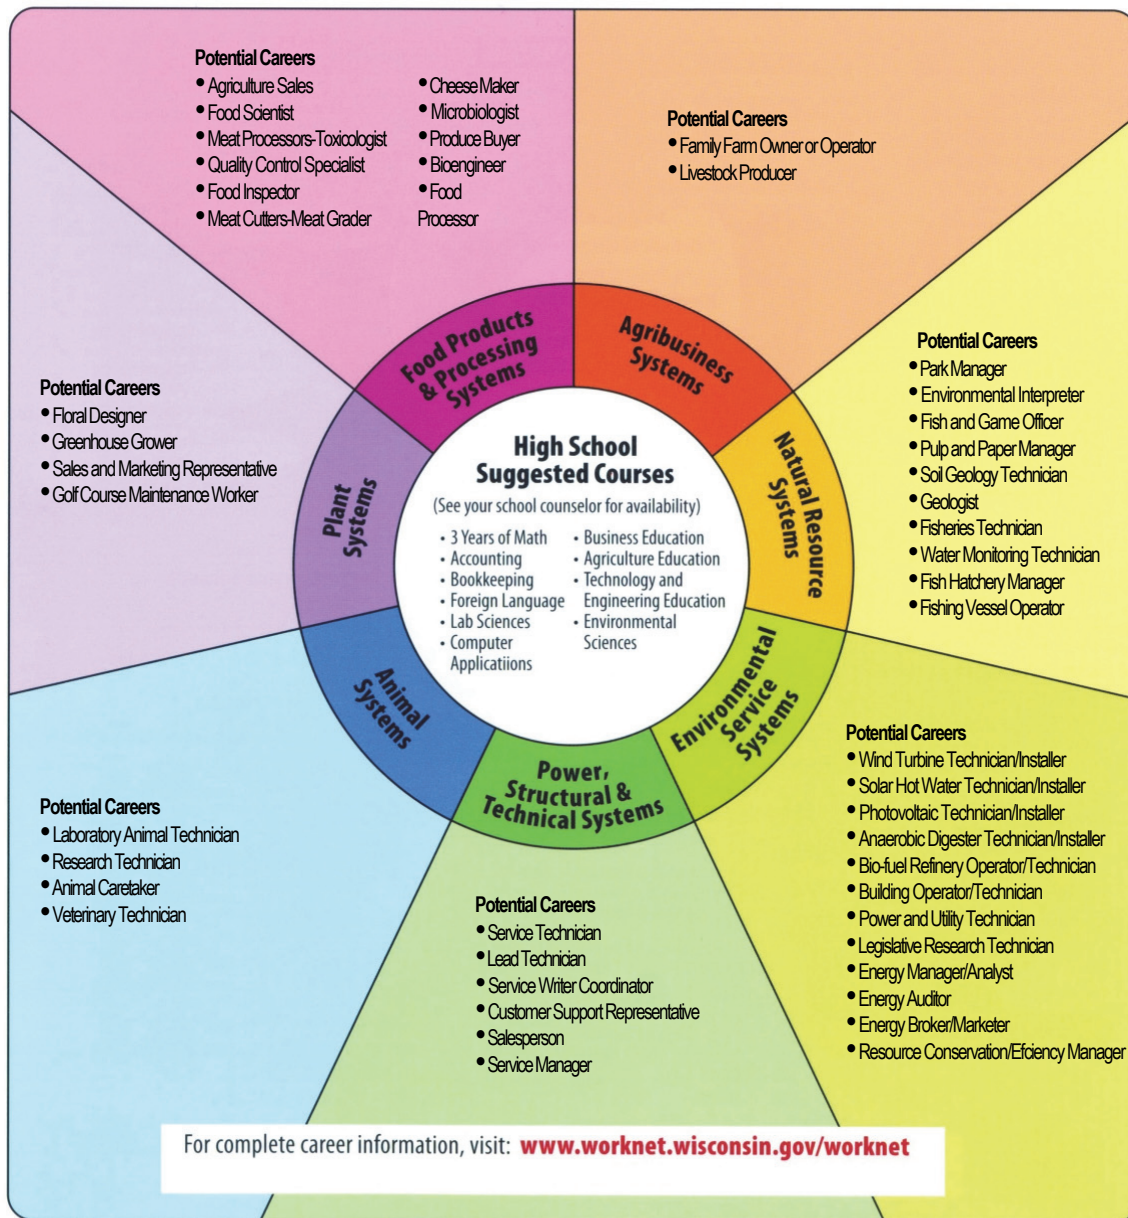 Potential Careers
• Agriculture Sales
• Food Scientist
• Meat Processors-Toxicologist
• Quality Control Specialist
• Food Inspector
• Meat Cutters-Meat Grader
• Cheese Maker
• Microbiologist
• Produce Buyer
• Bioengineer
• Food
Processor
Potential Careers
• Family Farm Owner or Operator
• Livestock Producer
Potential Careers
• Park Manager
• Environmental Interpreter
• Fish and Game Officer
• Pulp and Paper Manager
• Soil Geology Technician
• Geologist
• Fisheries Technician
• Water Monitoring Technician
• Fish Hatchery Manager
• Fishing Vessel Operator
Potential Careers
• Floral Designer
• Greenhouse Grower
• Sales and Marketing Representative
• Golf Course Maintenance Worker
Food Products
& Processing
Systems
Agribusiness
Systems
Natural Resource
Systems
Environmental
Service
Systems
Power,
Structural &
Technical Systems
Animal
Systems
Plant
Systems
High School
Suggested Courses
(See your school counselor for availability)
• 3 Years of Math
• Accounting
• Bookkeeping
• Foreign Language
• Lab Sciences
• Computer
Applicatiions
• Business Education
• Agriculture Education
• Technology and
Engineering Education
• Environmental
Sciences
Potential Careers
• Wind Turbine Technician/Installer
• Solar Hot Water Technician/Installer
• Photovoltaic Technician/Installer
• Anaerobic Digester Technician/Installer
• Bio-fuel Refinery Operator/Technician
• Building Operator/Technician
• Power and Utility Technician
• Legislative Research Technician
• Energy Manager/Analyst
• Energy Auditor
• Energy Broker/Marketer
• Resource Conservation/Efciency Manager
Potential Careers
• Laboratory Animal Technician
• Research Technician
• Animal Caretaker
• Veterinary Technician
Potential Careers
• Service Technician
• Lead Technician
• Service Writer Coordinator
• Customer Support Representative
• Salesperson
• Service Manager
For complete career information, visit: www.worknet.wisconsin.gov/worknet